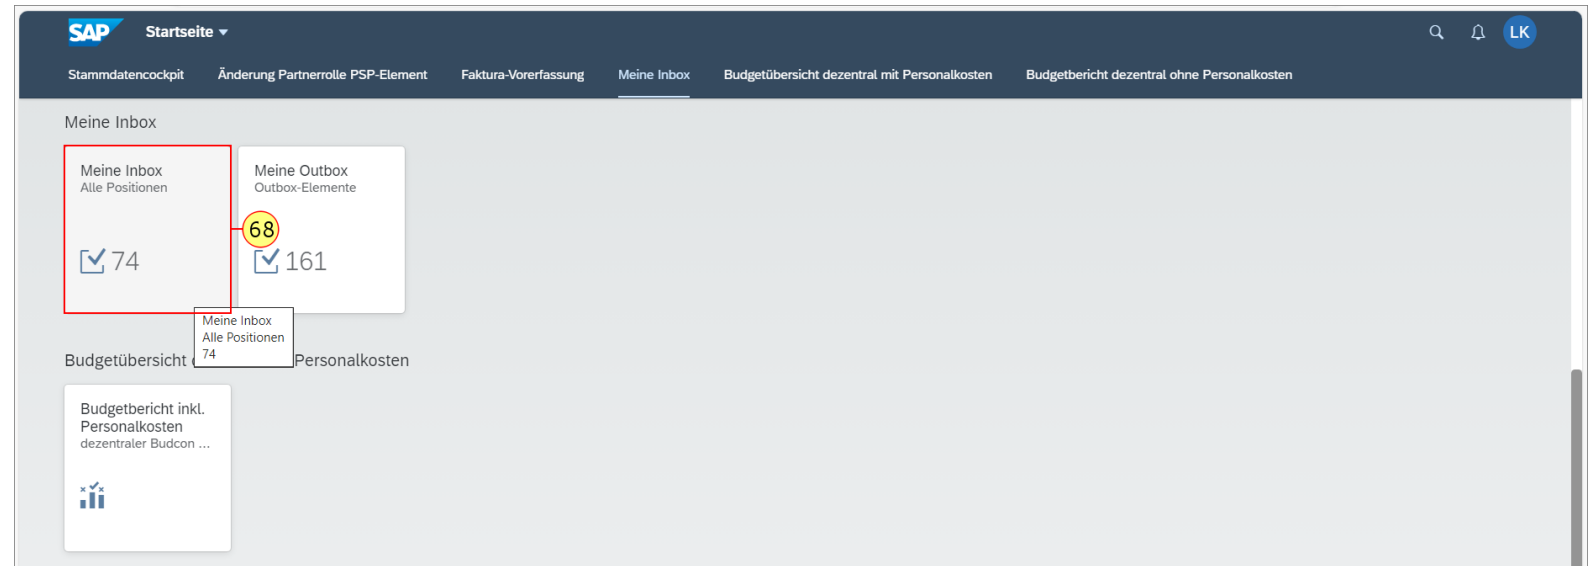 SAP Startseite LK
Stammdatencockpit Änderung Partnerrolle PSP-Element Faktura-Vorerfassung Meine Inbox Budgetübersicht dezentral mit Personalkosten Budgetbericht dezentral ohne Personalkosten
Meine Inbox
Meine Inbox
Alle Positionen
74
Meine Outbox
Outbox-Elemente
68
161
Meine Inbox
Alle Positionen
74
Budgetübersicht Personalkosten
Budgetbericht inkl.
Personalkosten
dezentraler Budcon ...